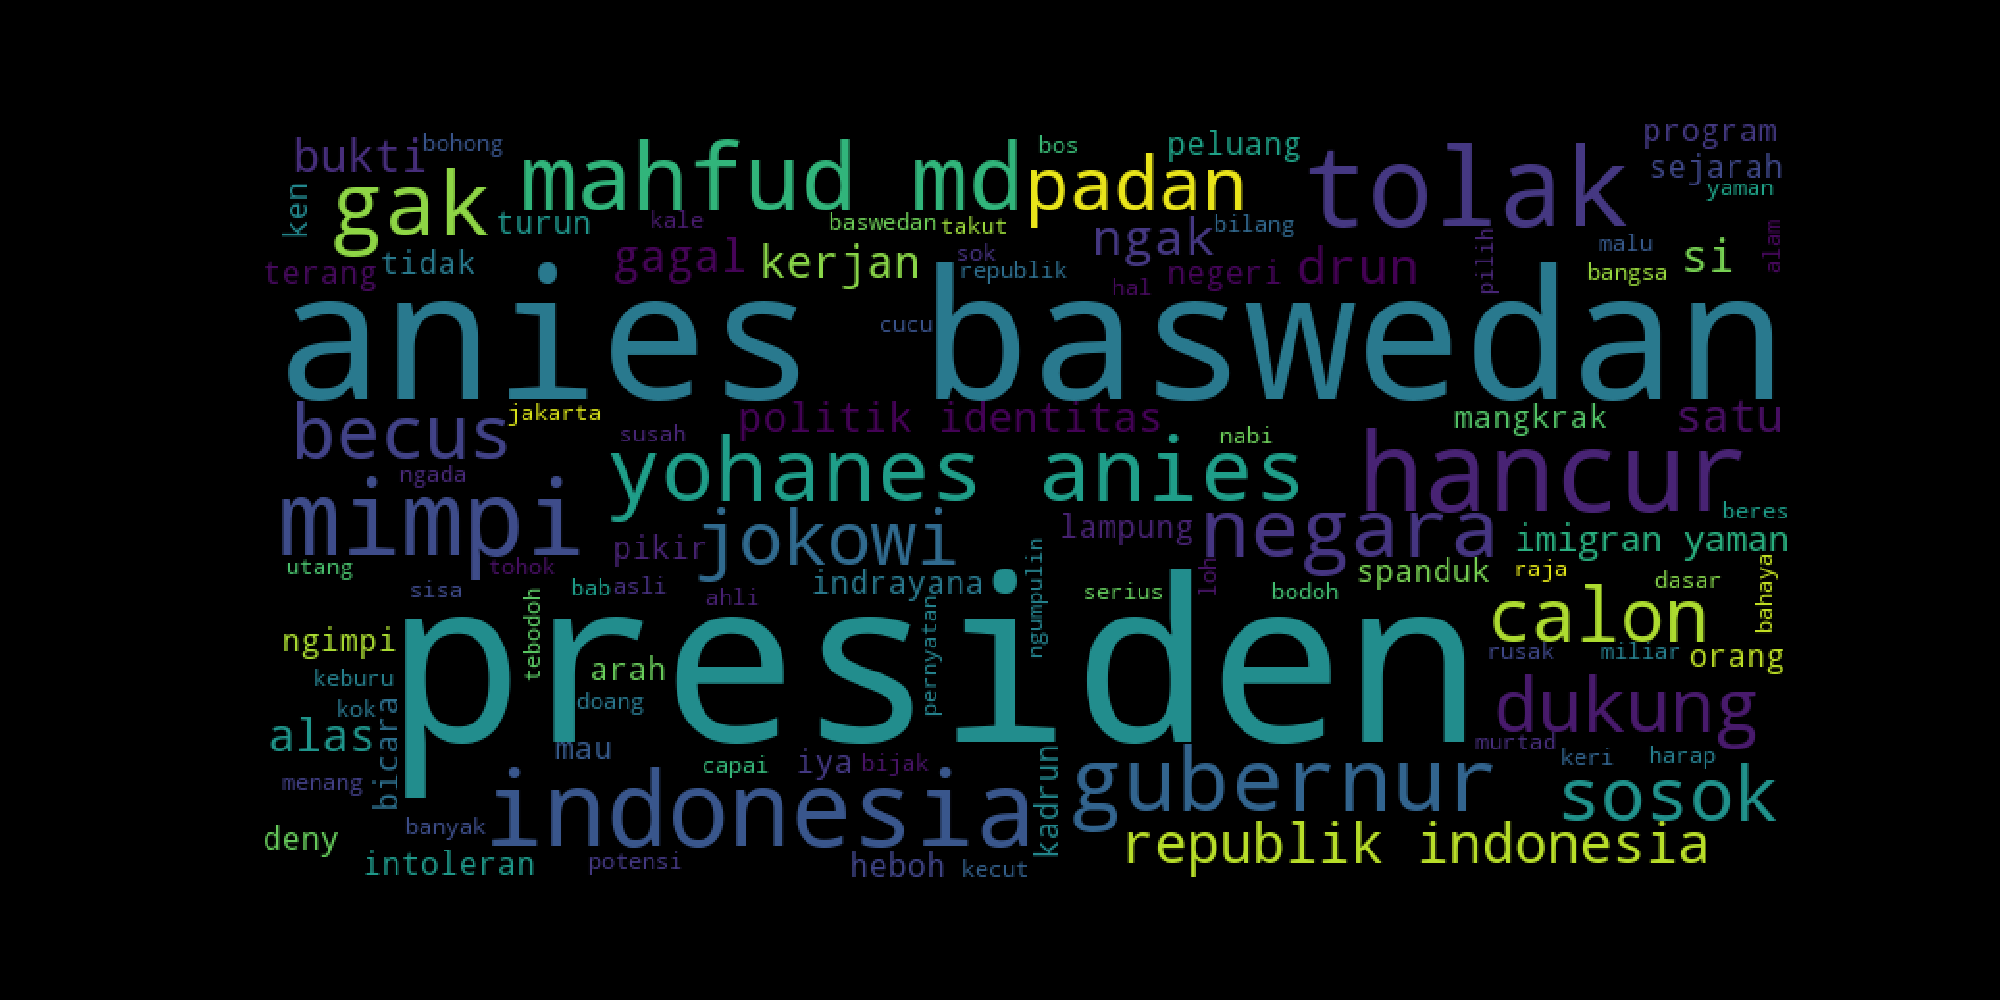 bukti
bohong
mahfud md
bos
padan
peluang
tolak
program
sejarah
yaman
gak
ken
turun
kale
baswedan
takut
ngak
bilang
malu
si
alam
terang
tidak
gagal
kerjan
sok
republik
hal
negeri
drun
pilih
bangsa
anies baswedan
cucu
becus
jakarta
politik identitas
mangkrak
satu
susah
nabi
ngada
yohanes anies
hancur
mimpi
jokowi
lampung
negara
beres
imigran yaman
pikir
utang
tohok
indrayana
ngumpulin
loh
spanduk
raja
dasar
bahaya
sisa
bab
asli
ahli
serius
bodoh
calon
ngimpi
tebodoh
presiden
pernyatan
arah
rusak
miliar
orang
keburu
kok
doang
dukung
alas
bicara
mau
capai
iya
bijak
kadrun
gubernur
murtad
keri
harap
menang
indonesia
sosok
banyak
deny
intoleran
potensi
heboh
kecut
republik indonesia